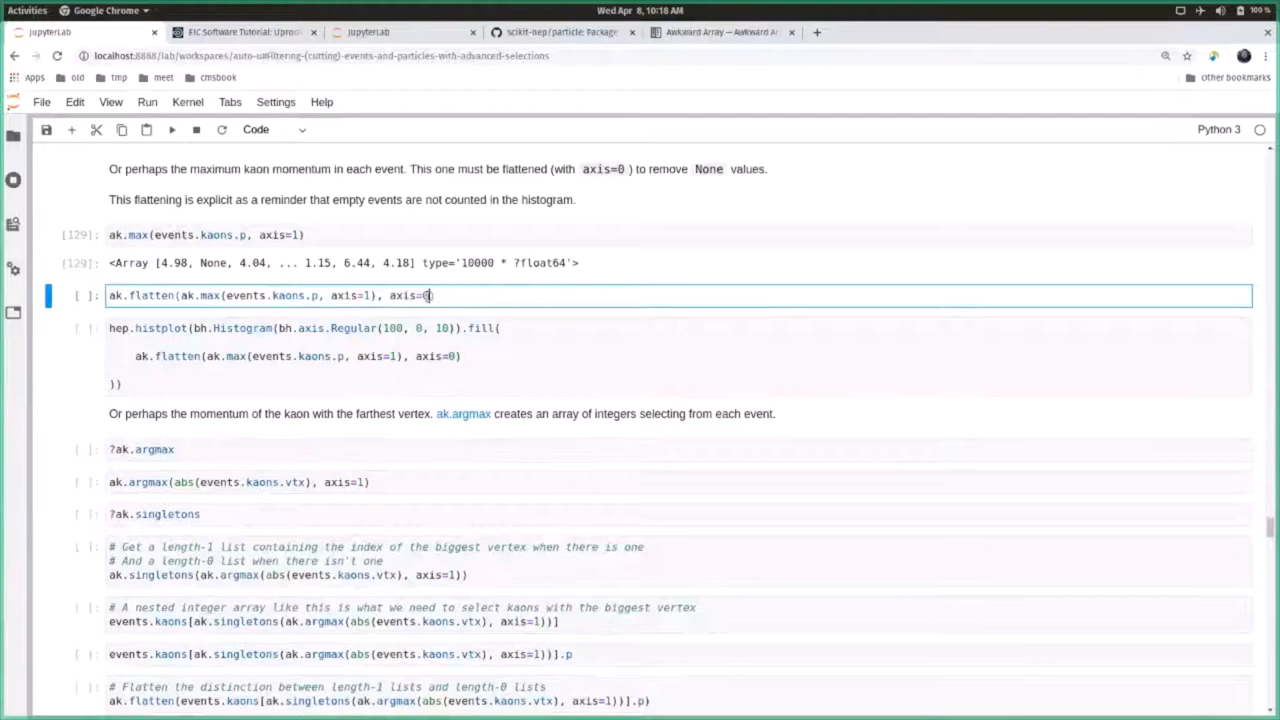 Activities
Google Chrome
Wed Apr 8, 10:18 AM
100 %
JupyterLab
EIC Software Tutorial: Uproo
JupyterLab
scikit-hep/particle: Package
Awkward Array — Awkward Ar
localhost:8888/lab/workspaces/auto-u#Filtering-(cutting)-events-and-particles-with-advanced-selections
Apps
old
tmp
meet
cmsbook
Other bookmarks
File Edit View Run Kernel Tabs Settings Help
Code
Python 3
Or perhaps the maximum kaon momentum in each event. This one must be flattened (with axis=0 ) to remove None values.
This flattening is explicit as a reminder that empty events are not counted in the histogram.
[129]: ak.max(events.kaons.p, axis=1)
[129]: <Array [4.98, None, 4.04, ... 1.15, 6.44, 4.18] type='10000 * ?float64'>
[ ]: ak.flatten(ak.max(events.kaons.p, axis=1), axis=0)
[ ]: hep.histplot(bh.Histogram(bh.axis.Regular(100, 0, 10)).fill(
ak.flatten(ak.max(events.kaons.p, axis=1), axis=0)
))
Or perhaps the momentum of the kaon with the farthest vertex. ak.argmax creates an array of integers selecting from each event.
[ ]: ?ak.argmax
[ ]: ak.argmax(abs(events.kaons.vtx), axis=1)
[ ]: ?ak.singletons
[ ]: # Get a length-1 list containing the index of the biggest vertex when there is one
# And a length-0 list when there isn't one
ak.singletons(ak.argmax(abs(events.kaons.vtx), axis=1))
[ ]: # A nested integer array like this is what we need to select kaons with the biggest vertex
events.kaons[ak.singletons(ak.argmax(abs(events.kaons.vtx), axis=1))]
[ ]: events.kaons[ak.singletons(ak.argmax(abs(events.kaons.vtx), axis=1))].p
[ ]: # Flatten the distinction between length-1 lists and length-0 lists
ak.flatten(events.kaons[ak.singletons(ak.argmax(abs(events.kaons.vtx), axis=1))].p)